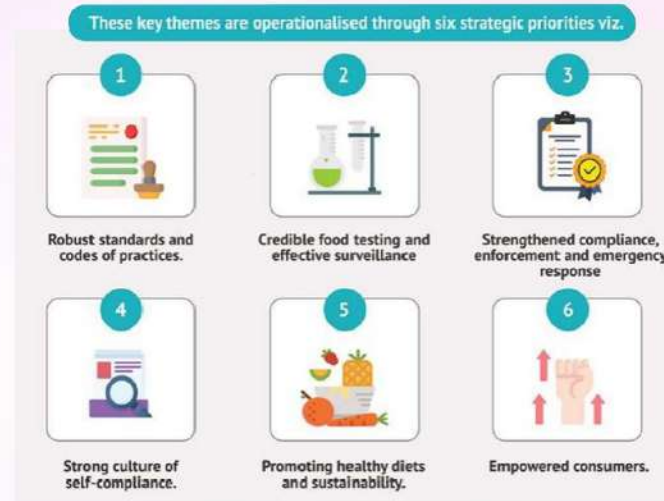 These key themes are operationalised through six strategic priorities viz.
1
Robust standards and
codes of practices.
2
Credible food testing and
effective surveillance
3
Strengthened compliance,
enforcement and emergency
response
4
Strong culture of
self-compliance.
5
Promoting healthy diets
and sustainability.
6
Empowered consumers.